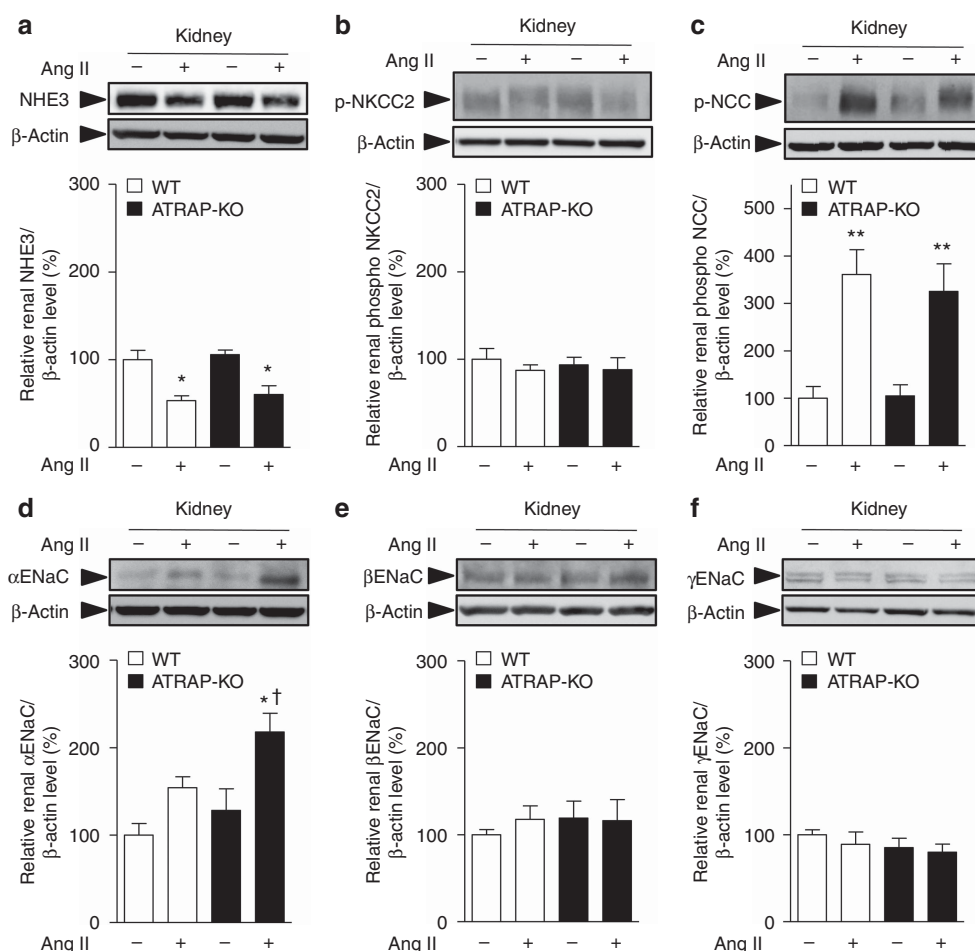 a
Kidney
Ang II – + – +
NHE3
β-Actin
WT
ATRAP-KO
Relative renal NHE3/
β-actin level (%)
300
200
100
0
* *
Ang II – + – +
b
Kidney
Ang II – + – +
p-NKCC2
β-Actin
WT
ATRAP-KO
Relative renal phospho NKCC2/
β-actin level (%)
300
200
100
0
Ang II – + – +
c
Kidney
Ang II – + – +
p-NCC
β-Actin
WT
ATRAP-KO
Relative renal phospho NCC/
β-actin level (%)
500
400
300
200
100
0
** **
Ang II – + – +
d
Kidney
Ang II – + – +
αENaC
β-Actin
WT
ATRAP-KO
Relative renal αENaC/
β-actin level (%)
300
200
100
0
*†
Ang II – + – +
e
Kidney
Ang II – + – +
βENaC
β-Actin
WT
ATRAP-KO
Relative renal βENaC/
β-actin level (%)
300
200
100
0
Ang II – + – +
f
Kidney
Ang II – + – +
γENaC
β-Actin
WT
ATRAP-KO
Relative renal γENaC/
β-actin level (%)
300
200
100
0
Ang II – + – +